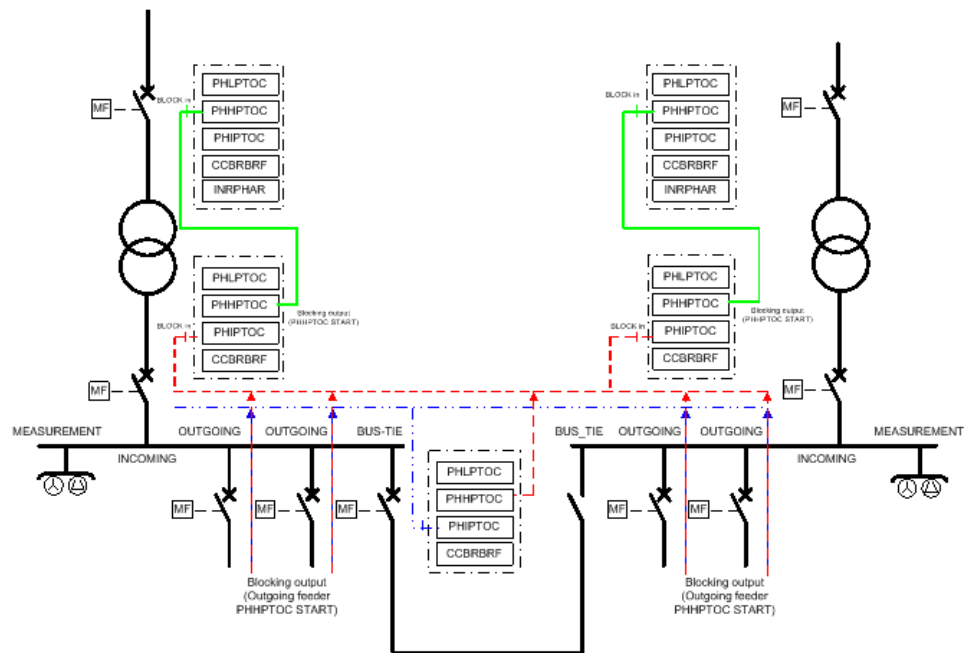 PHLPTOC
PHLPTOC
MF
BLOCK in
PHHPTOC
BLOCK in
PHHPTOC
MF
PHIPTOC
PHIPTOC
CCBRBRF
CCBRBRF
INRPHAR
INRPHAR
PHLPTOC
PHLPTOC
PHHPTOC
PHHPTOC
Blocking output
(PHHPTOC START)
Blocking output
(PHHPTOC START)
BLOCK in
PHIPTOC
BLOCK in
PHIPTOC
CCBRBRF
CCBRBRF
MF
MF
MEASUREMENT
OUTGOING
OUTGOING
BUS-TIE
BUS_TIE
OUTGOING
OUTGOING
MEASUREMENT
INCOMING
INCOMING
PHLPTOC
PHHPTOC
PHIPTOC
CCBRBRF
MF
MF
MF
MF
MF
Blocking output
(Outgoing feeder
PHHPTOC START)
Blocking output
(Outgoing feeder
PHHPTOC START)